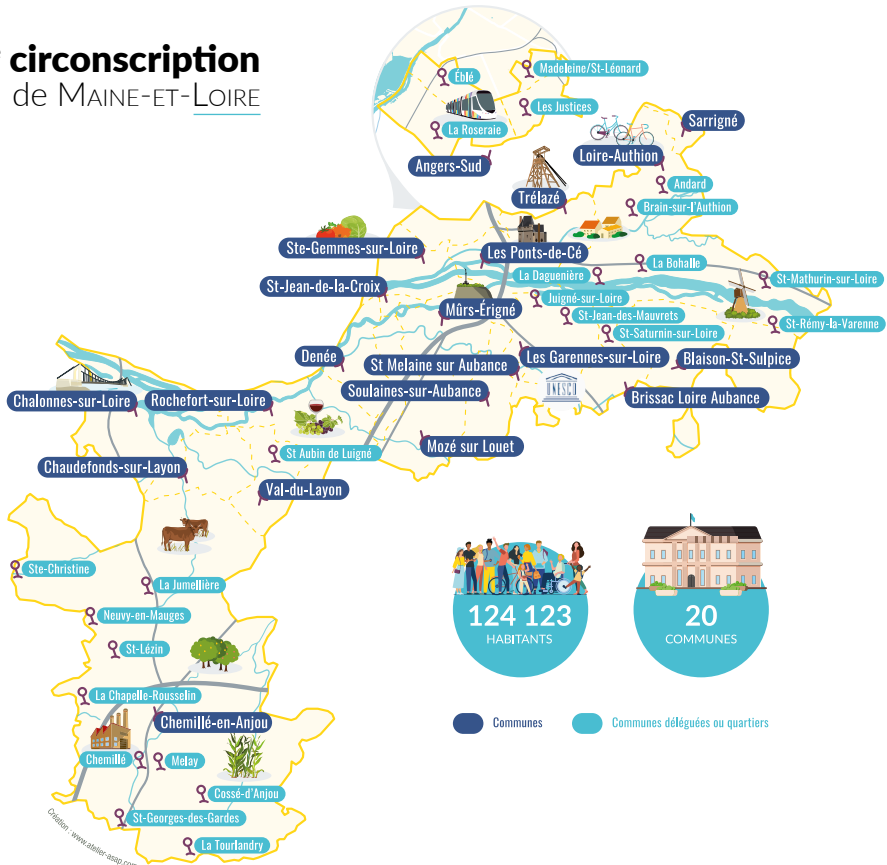 circonscription
de MAINE-ET-LOIRE
Éblé
Madeleine/St-Léonard
Les Justices
La Roseraie
Angers-Sud
Sarrigné
Loire-Authion
Trélazé
Andard
Brain-sur-l'Authion
Ste-Gemmes-sur-Loire
Les Ponts-de-Cé
La Bohalle
La Daguenière
St-Mathurin-sur-Loire
St-Jean-de-la-Croix
Juigné-sur-Loire
Mûrs-Érigné
St-Jean-des-Mauvrets
St-Rémy-la-Varenne
St-Saturnin-sur-Loire
Denée
St Melaine sur Aubance
Les Garennes-sur-Loire
Blaison-St-Sulpice
Soulaines-sur-Aubance
UNESCO
Brissac Loire Aubance
Chalonnes-sur-Loire
Rochefort-sur-Loire
Mozé sur Louet
St Aubin de Luigné
Chaudefonds-sur-Layon
Val-du-Layon
Ste-Christine
La Jumellière
Neuvy-en-Mauges
St-Lézin
La Chapelle-Rousselin
Chemillé-en-Anjou
Chemillé
Melay
Cossé-d'Anjou
St-Georges-des-Gardes
La Tourlandry
124 123
HABITANTS
20
COMMUNES
Communes
Communes déléguées ou quartiers
Création : www.atelier-asap.com